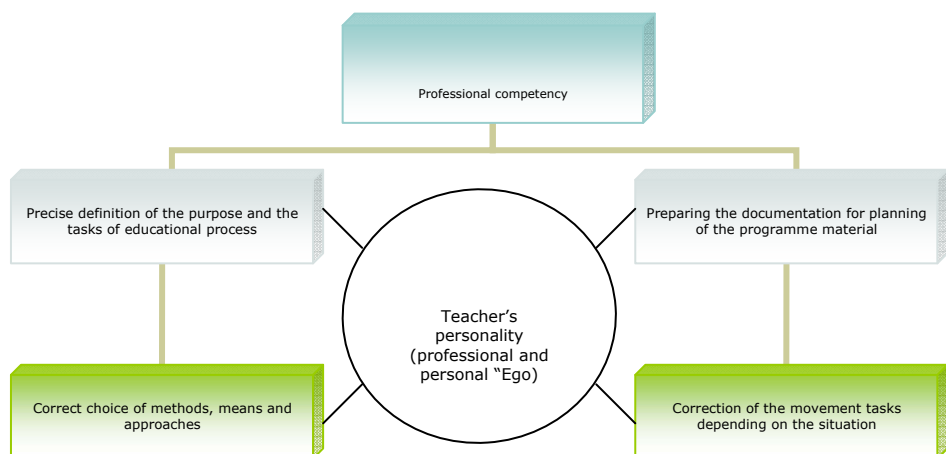 Professional competency
Precise definition of the purpose and the
tasks of educational process
Preparing the documentation for planning
of the programme material
Teacher’s
personality
(professional and
personal “Ego)
Correct choice of methods, means and
approaches
Correction of the movement tasks
depending on the situation